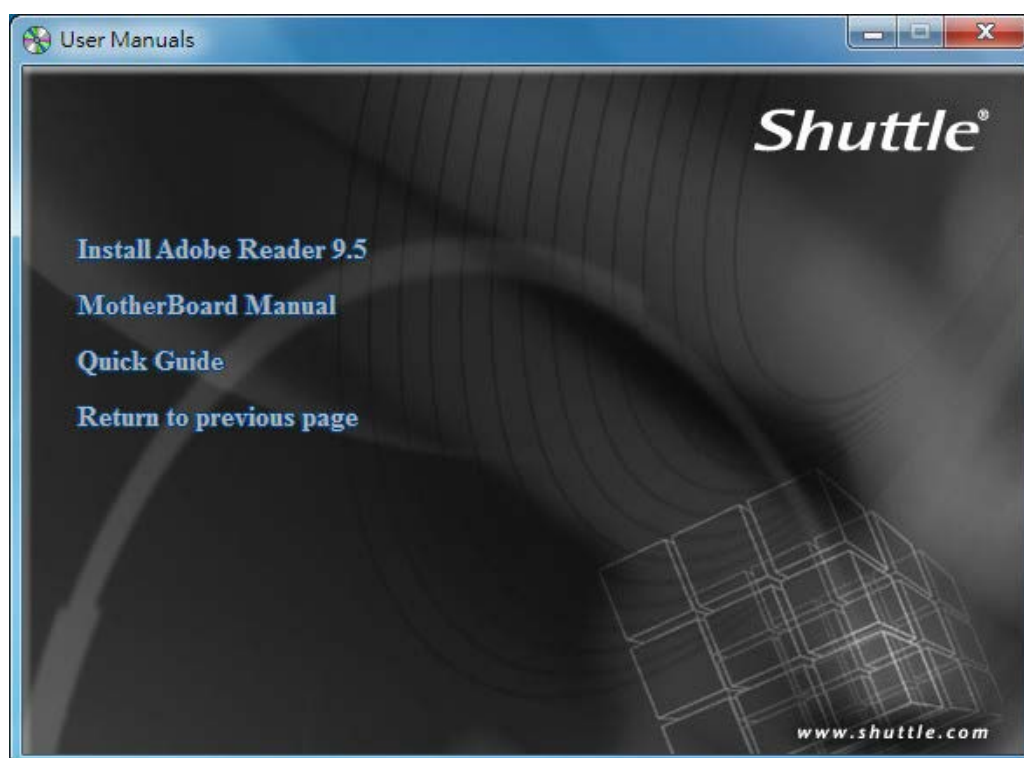 User Manuals
Shuttle®
Install Adobe Reader 9.5
MotherBoard Manual
Quick Guide
Return to previous page
www.shuttle.com